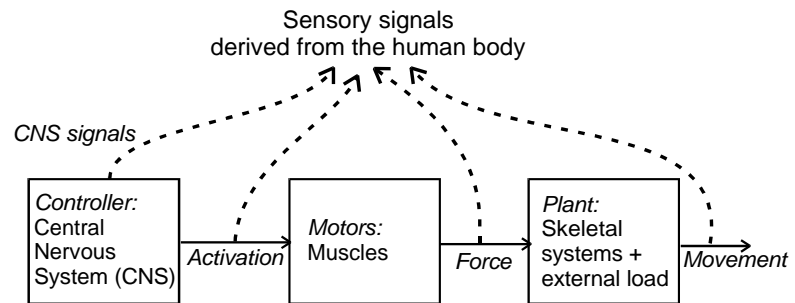 Sensory signals
derived from the human body
CNS signals
Controller:
Central
Nervous
System (CNS)
Activation
Motors:
Muscles
Force
Plant:
Skeletal
systems +
external load
Movement